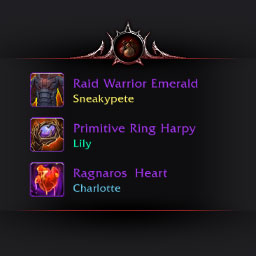 Raid Warrior Emerald
Sneakypete
Primitive Ring Harpy
Lily
Ragnaros Heart
Charlotte